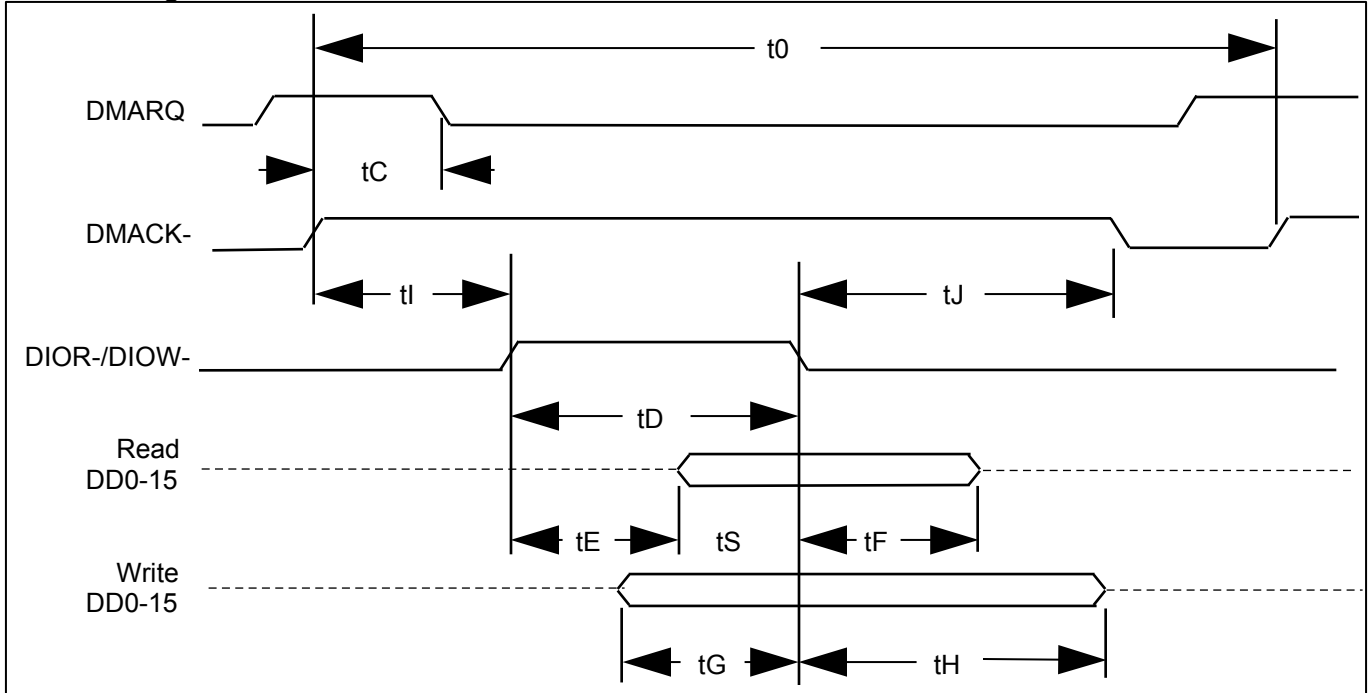 t0
DMARQ
tC
DMACK-
tI
tJ
DIOR-/DIOW-
tD
Read
DD0-15
tE
tS
tF
Write
DD0-15
tG
tH